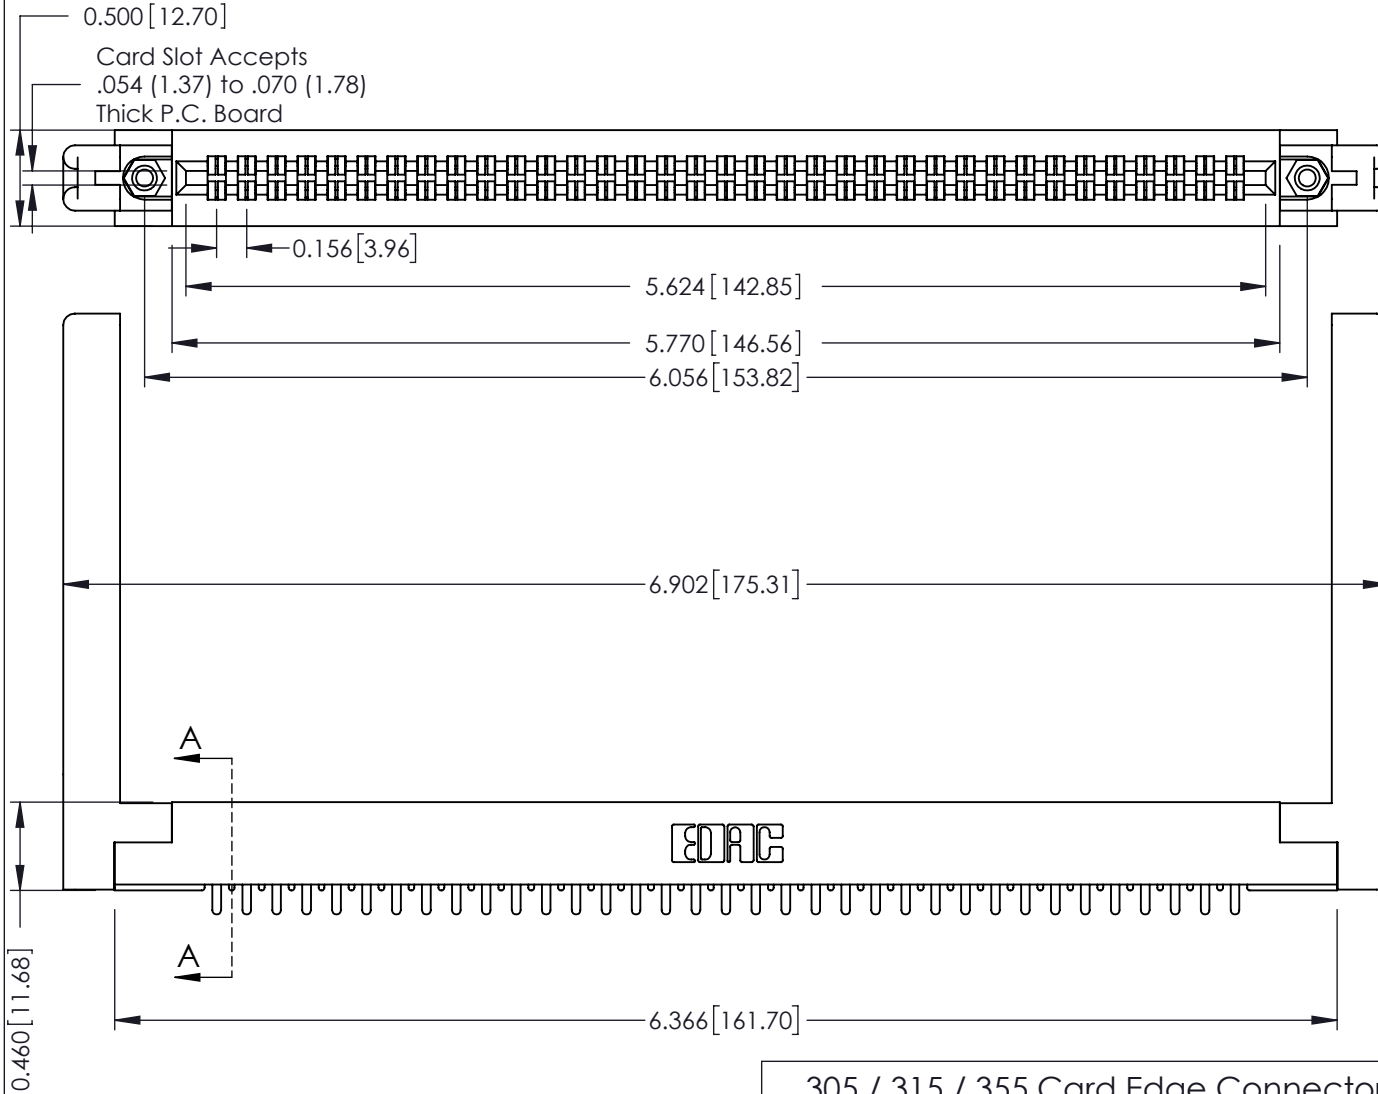 0.500 [12.70]
Card Slot Accepts
.054 (1.37) to .070 (1.78)
Thick P.C. Board
0.156 [3.96]
5.624 [142.85]
5.770 [146.56]
6.056 [153.82]
6.902 [175.31]
A
EDAC
A
0.460 [11.68]
6.366 [161.70]
305 / 315 / 355 Card Edge Connector